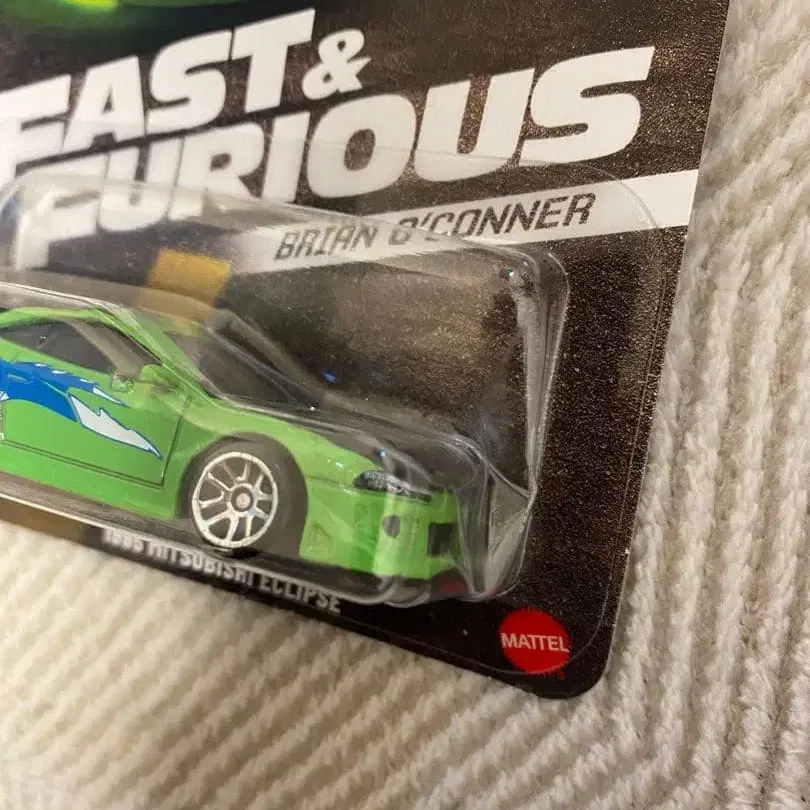 FAST &
FURIOUS
BRIAN O'CONNER
1995 MITSUBISHI ECLIPSE
MATTEL